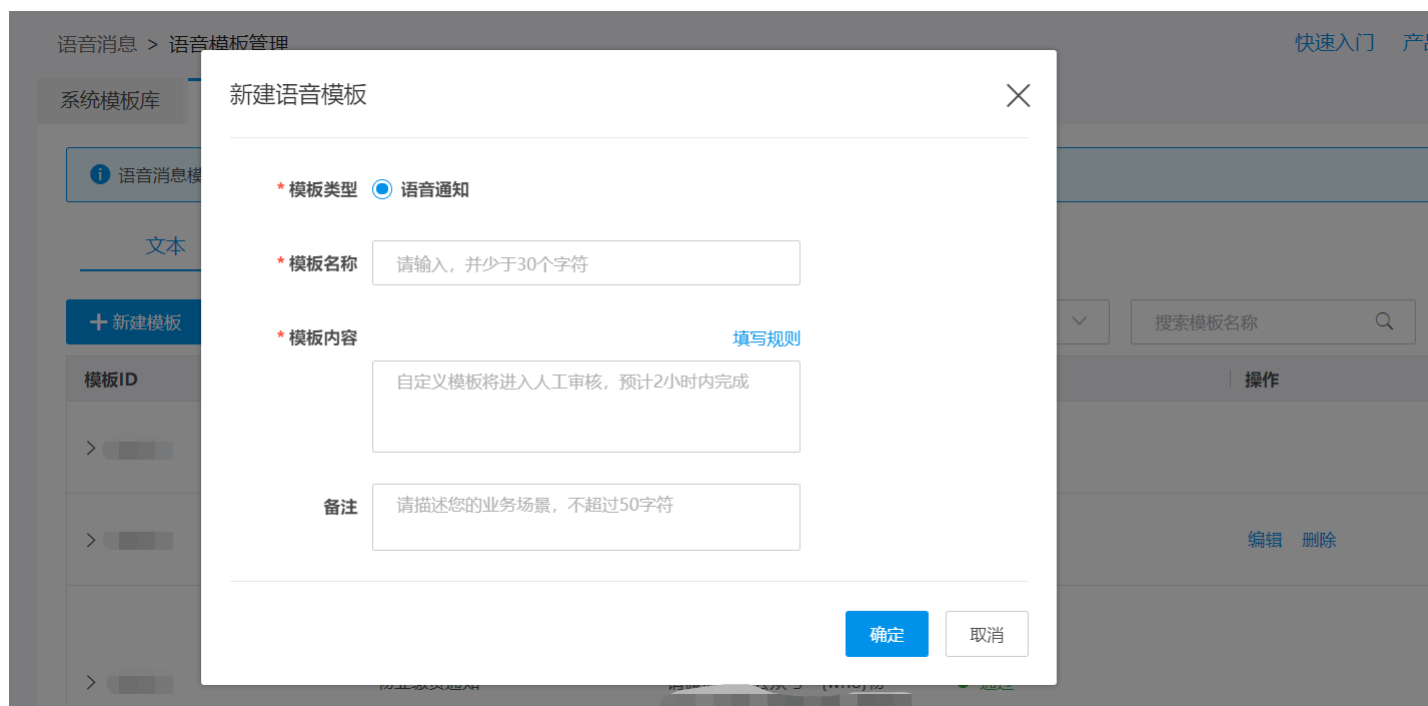 语音消息 > 语音模板管理
快速入门
系统模板库
新建语音模板
语音消息模
* 模板类型 语音通知
文本
* 模板名称 请输入，并少于30个字符
新建模板
搜索模板名称
* 模板内容 填写规则
模板ID
操作
自定义模板将进入人工审核，预计2小时内完成
备注 请描述您的业务场景，不超过50字符
编辑 删除
确定 取消